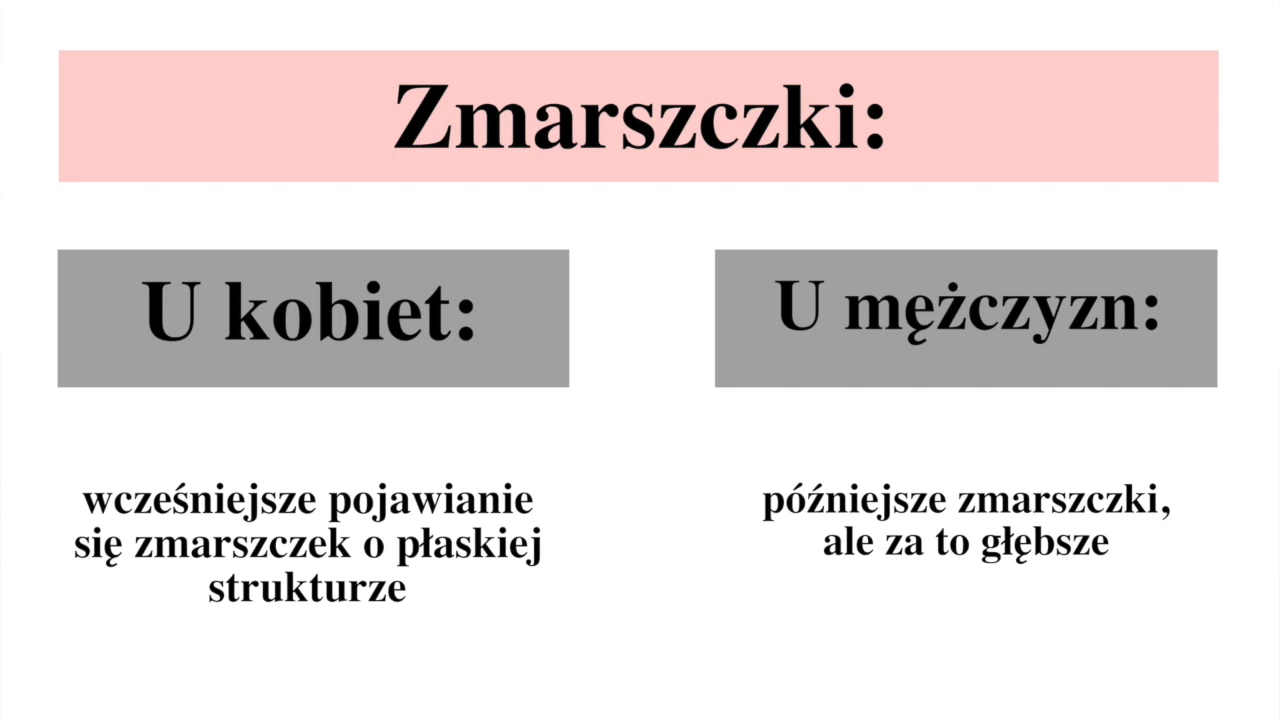 Zmarszczki:
U kobiet:
U mężczyzn:
wcześniejsze pojawianie
się zmarszczek o płaskiej
strukturze
późniejsze zmarszczki,
ale za to głębsze